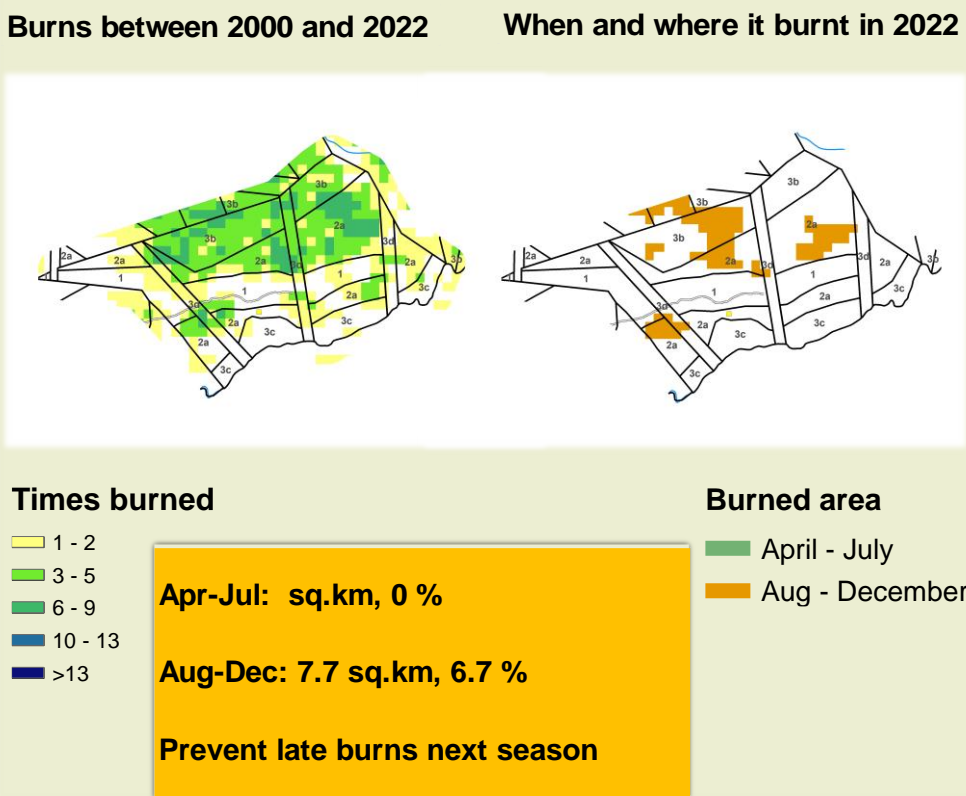 Burns between 2000 and 2022
When and where it burnt in 2022
3b
3b
3b
2a
2a
2a
2a
3d
3d
3b
1
1
1
2a
3c
2a
3d
2a
3c
3c
2a
3c
3b
3b
3b
2a
2a
2a
2a
3d
3d
3b
1
1
1
2a
3c
2a
3d
2a
3c
3c
2a
3c
Times burned
1 - 2
3 - 5
6 - 9
10 - 13
>13
Apr-Jul: sq.km, 0 %
Aug-Dec: 7.7 sq.km, 6.7 %
Prevent late burns next season
Burned area
April - July
Aug - December